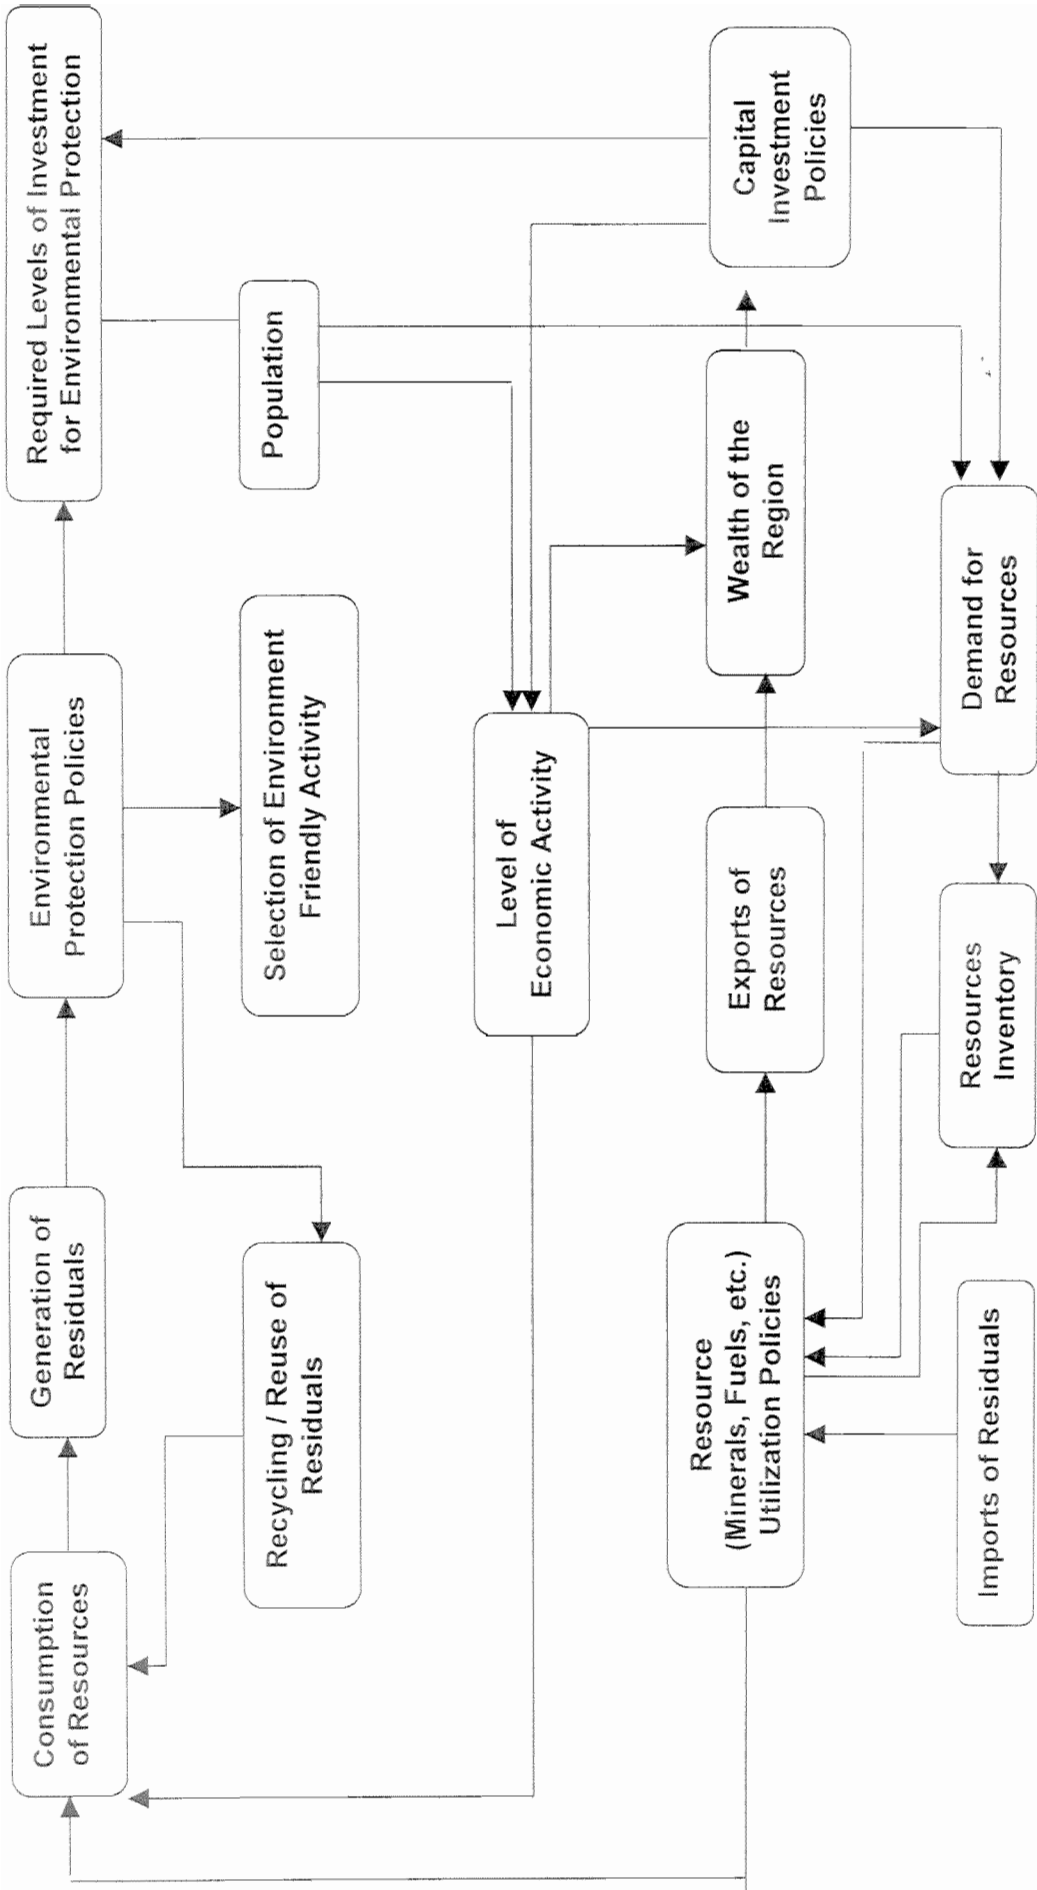 Consumption
of Resources
Generation of
Residuals
Environmental
Protection Policies
Required Levels of Investment
for Environmental Protection
Recycling / Reuse of
Residuals
Selection of Environment
Friendly Activity
Population
Level of
Economic Activity
Resource
(Minerals, Fuels, etc.)
Utilization Policies
Exports of
Resources
Wealth of the
Region
Capital
Investment
Policies
Imports of Residuals
Resources
Inventory
Demand for
Resources